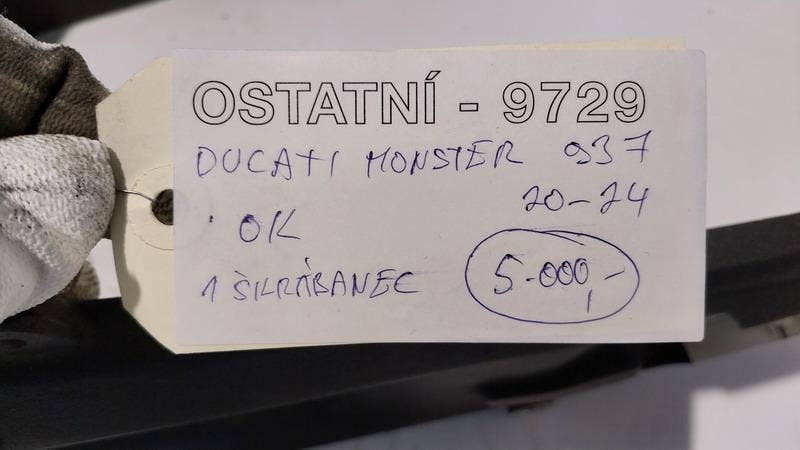 OSTATNÍ - 9729
DUCATI MONSTER 937
20-24
· OK
1 ŠKRÁBANEC
5.000,-